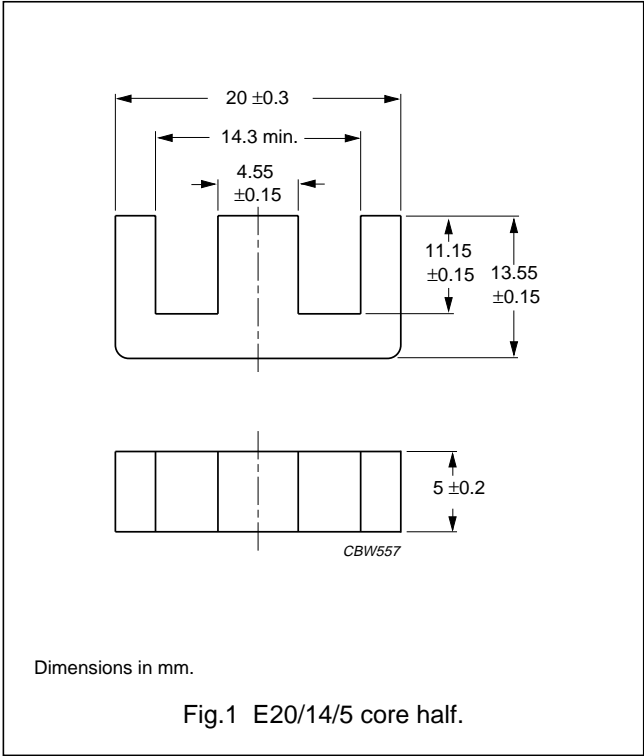 20 ±0.3
14.3 min.
4.55
±0.15
11.15
±0.15
13.55
±0.15
5 ±0.2
CBW557
Dimensions in mm.
Fig.1 E20/14/5 core half.